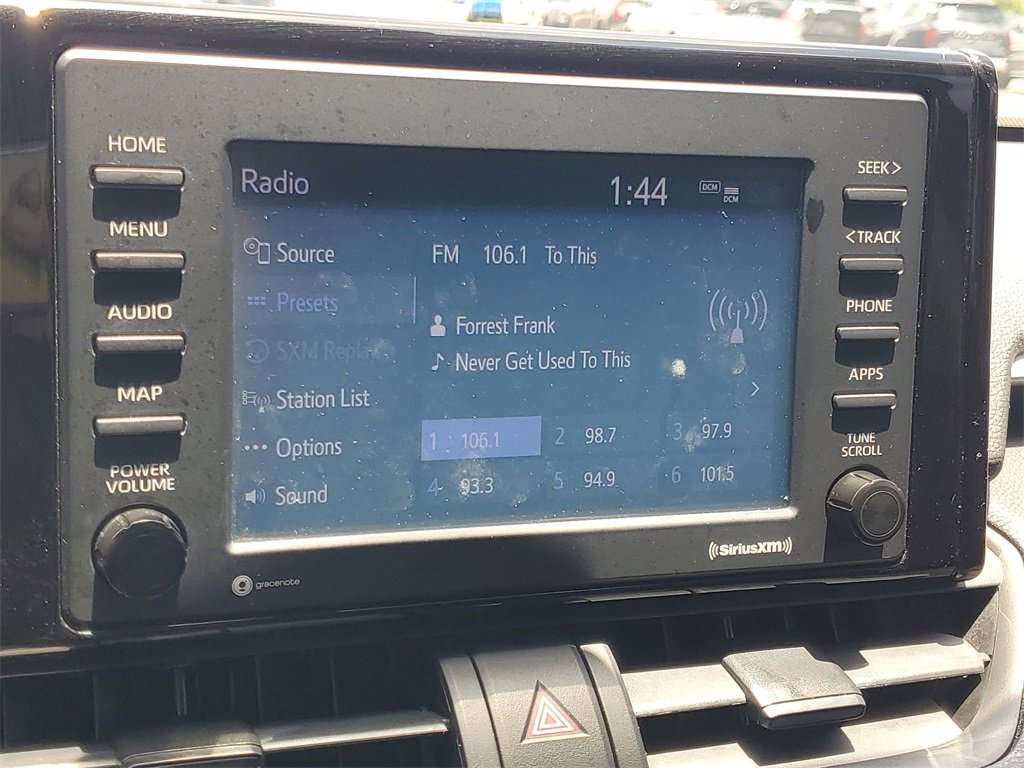 HOME
MENU
AUDIO
MAP
POWER
VOLUME
Radio
1:44
DCM
DCM
Source
Presets
SXM Replay
Station List
Options
Sound
FM 106.1 To This
Forrest Frank
Never Get Used To This
1 106.1 2 98.7 3 97.9
4 93.3 5 94.9 6 101.5
SEEK >
< TRACK
PHONE
APPS
TUNE
SCROLL
gracenote
SiriusXM